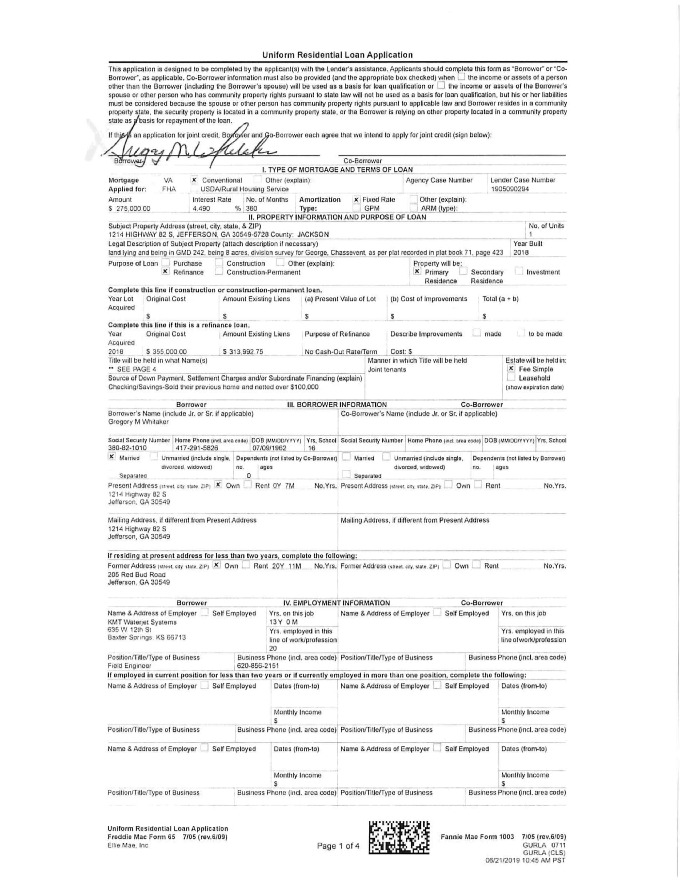 Uniform Residential Loan Application
This application is designed to be completed by the applicant(s) with the Lender's assistance. Applicants should complete this form as "Borrower" or "Co-
Borrower", as applicable. Co-Borrower information must also be provided (and the appropriate box checked) when the income or assets of a person
other than the Borrower (including the Borrower's spouse) will be used as a basis for loan qualification or the income or assets of the Borrower's
spouse or other person who has community property rights pursuant to state law will not be used as a basis for loan qualification, but his or her liabilities
must be considered because the spouse or other person has community property rights pursuant to applicable law and Borrower resides in a community
property state, the security property is located in a community property state, or the Borrower is relying on other property located in a community property
state as a basis for repayment of the loan.
If this is an application for joint credit, Borrower and Co-Borrower each agree that we intend to apply for joint credit (sign below):
Borrower Co-Borrower
I. TYPE OF MORTGAGE AND TERMS OF LOAN
Mortgage VA x Conventional Other (explain): Agency Case Number Lender Case Number
Applied for: FHA USDA/Rural Housing Service 1905090294
Amount Interest Rate No. of Months Amortization x Fixed Rate Other (explain):
$ 275,000.00 4.490 % 360 Type: GPM ARM (type):
II. PROPERTY INFORMATION AND PURPOSE OF LOAN
Subject Property Address (street, city, state, & ZIP) No. of Units
1214 HIGHWAY 82 S, JEFFERSON, GA 30549-5728 County: JACKSON 1
Legal Description of Subject Property (attach description if necessary) Year Built
land lying and being in GMD 242, being 8 acres, division survey for George, Chassevent, as per plat recorded in plat book 71, page 423 2018
Purpose of Loan Purchase Construction Other (explain): Property will be:
x Refinance Construction-Permanent x Primary Secondary Investment
Residence Residence
Complete this line if construction or construction-permanent loan.
Year Lot Original Cost Amount Existing Liens (a) Present Value of Lot (b) Cost of Improvements Total (a + b)
Acquired
$ $ $ $ $
Complete this line if this is a refinance loan.
Year Original Cost Amount Existing Liens Purpose of Refinance Describe Improvements made to be made
Acquired
2018 $ 355,000.00 $ 313,992.75 No Cash-Out Rate/Term Cost: $
Title will be held in what Name(s) Manner in which Title will be held Estate will be held in:
** SEE PAGE 4 Joint tenants x Fee Simple
Source of Down Payment, Settlement Charges and/or Subordinate Financing (explain) Leasehold
Checking/Savings-Sold their previous home and netted over $100,000 (show expiration date)
Borrower III. BORROWER INFORMATION Co-Borrower
Borrower's Name (include Jr. or Sr. if applicable) Co-Borrower's Name (include Jr. or Sr. if applicable)
Gregory M Whitaker
Social Security Number Home Phone (incl. area code) DOB (MM/DD/YYYY) Yrs. School Social Security Number Home Phone (incl. area code) DOB (MM/DD/YYYY) Yrs. School
380-82-1010 417-291-5826 07/09/1962 16
x Married Unmarried (include single, Dependents (not listed by Co-Borrower) Married Unmarried (include single, Dependents (not listed by Borrower)
divorced, widowed) no. ages divorced, widowed) no. ages
Separated 0 Separated
Present Address (street, city, state, ZIP) x Own Rent 0Y 7M No.Yrs. Present Address (street, city, state, ZIP) Own Rent No.Yrs.
1214 Highway 82 S
Jefferson, GA 30549
Mailing Address, if different from Present Address Mailing Address, if different from Present Address
1214 Highway 82 S
Jefferson, GA 30549
If residing at present address for less than two years, complete the following:
Former Address (street, city, state, ZIP) x Own Rent 20Y 11M No.Yrs. Former Address (street, city, state, ZIP) Own Rent No.Yrs.
205 Red Bud Road
Jefferson, GA 30549
Borrower IV. EMPLOYMENT INFORMATION Co-Borrower
Name & Address of Employer Self Employed Yrs. on this job Name & Address of Employer Self Employed Yrs. on this job
KMT Waterjet Systems 13 Y 0 M
635 W 12th St Yrs. employed in this Yrs. employed in this
Baxter Springs, KS 66713 line of work/profession line of work/profession
20
Position/Title/Type of Business Business Phone (incl. area code) Position/Title/Type of Business Business Phone (incl. area code)
Field Engineer 620-856-2151
If employed in current position for less than two years or if currently employed in more than one position, complete the following:
Name & Address of Employer Self Employed Dates (from-to) Name & Address of Employer Self Employed Dates (from-to)
Monthly Income Monthly Income
$ $
Position/Title/Type of Business Business Phone (incl. area code) Position/Title/Type of Business Business Phone (incl. area code)
Name & Address of Employer Self Employed Dates (from-to) Name & Address of Employer Self Employed Dates (from-to)
Monthly Income Monthly Income
$ $
Position/Title/Type of Business Business Phone (incl. area code) Position/Title/Type of Business Business Phone (incl. area code)
Uniform Residential Loan Application
Freddie Mac Form 65 7/05 (rev.6/09) Fannie Mae Form 1003 7/05 (rev.6/09)
Ellie Mae, Inc. Page 1 of 4 GURLA 0711
GURLA (CLS)
06/21/2019 10:45 AM PST